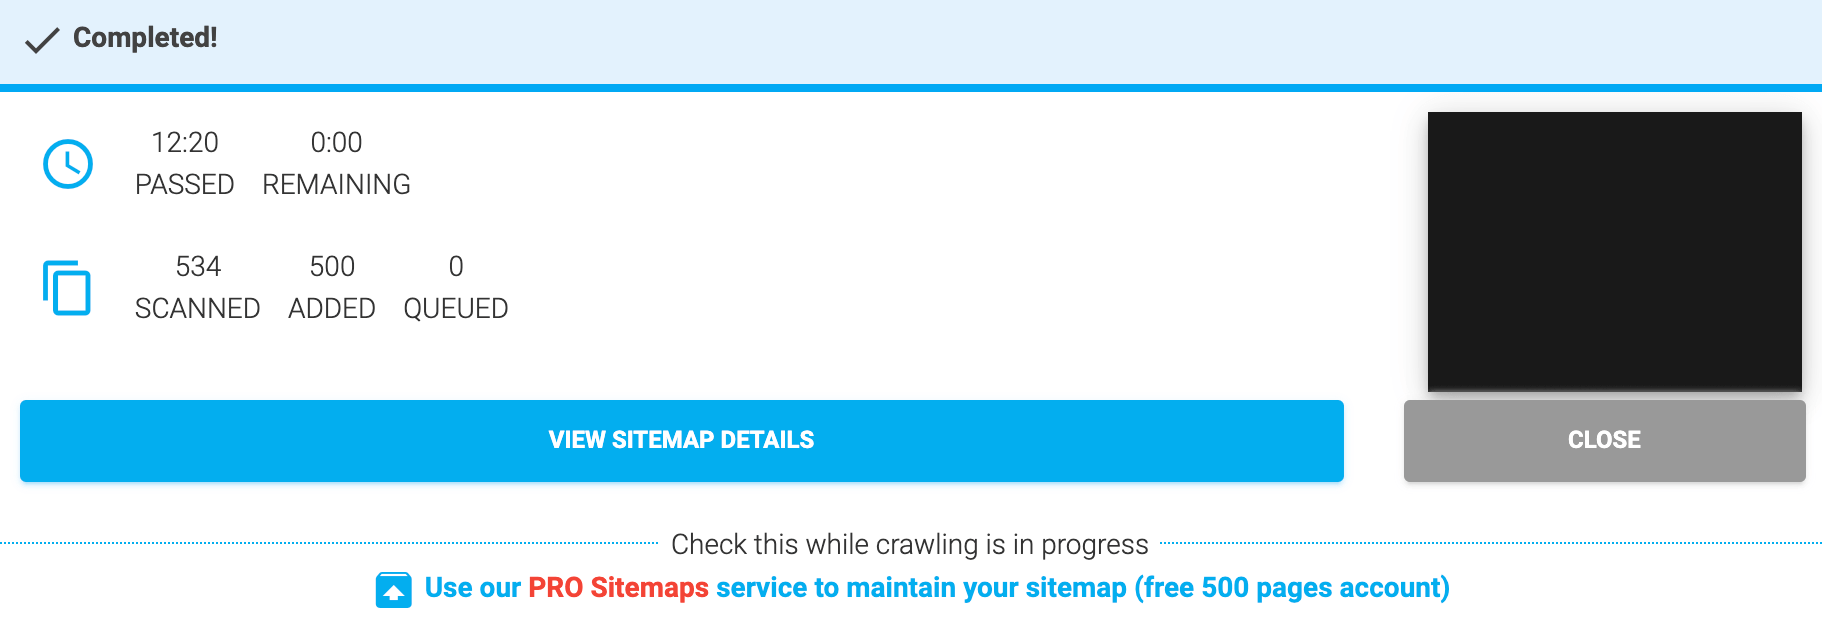 Completed!
12:20 0:00
PASSED REMAINING
534 500 0
SCANNED ADDED QUEUED
VIEW SITEMAP DETAILS CLOSE
Check this while crawling is in progress
Use our PRO Sitemaps service to maintain your sitemap (free 500 pages account)